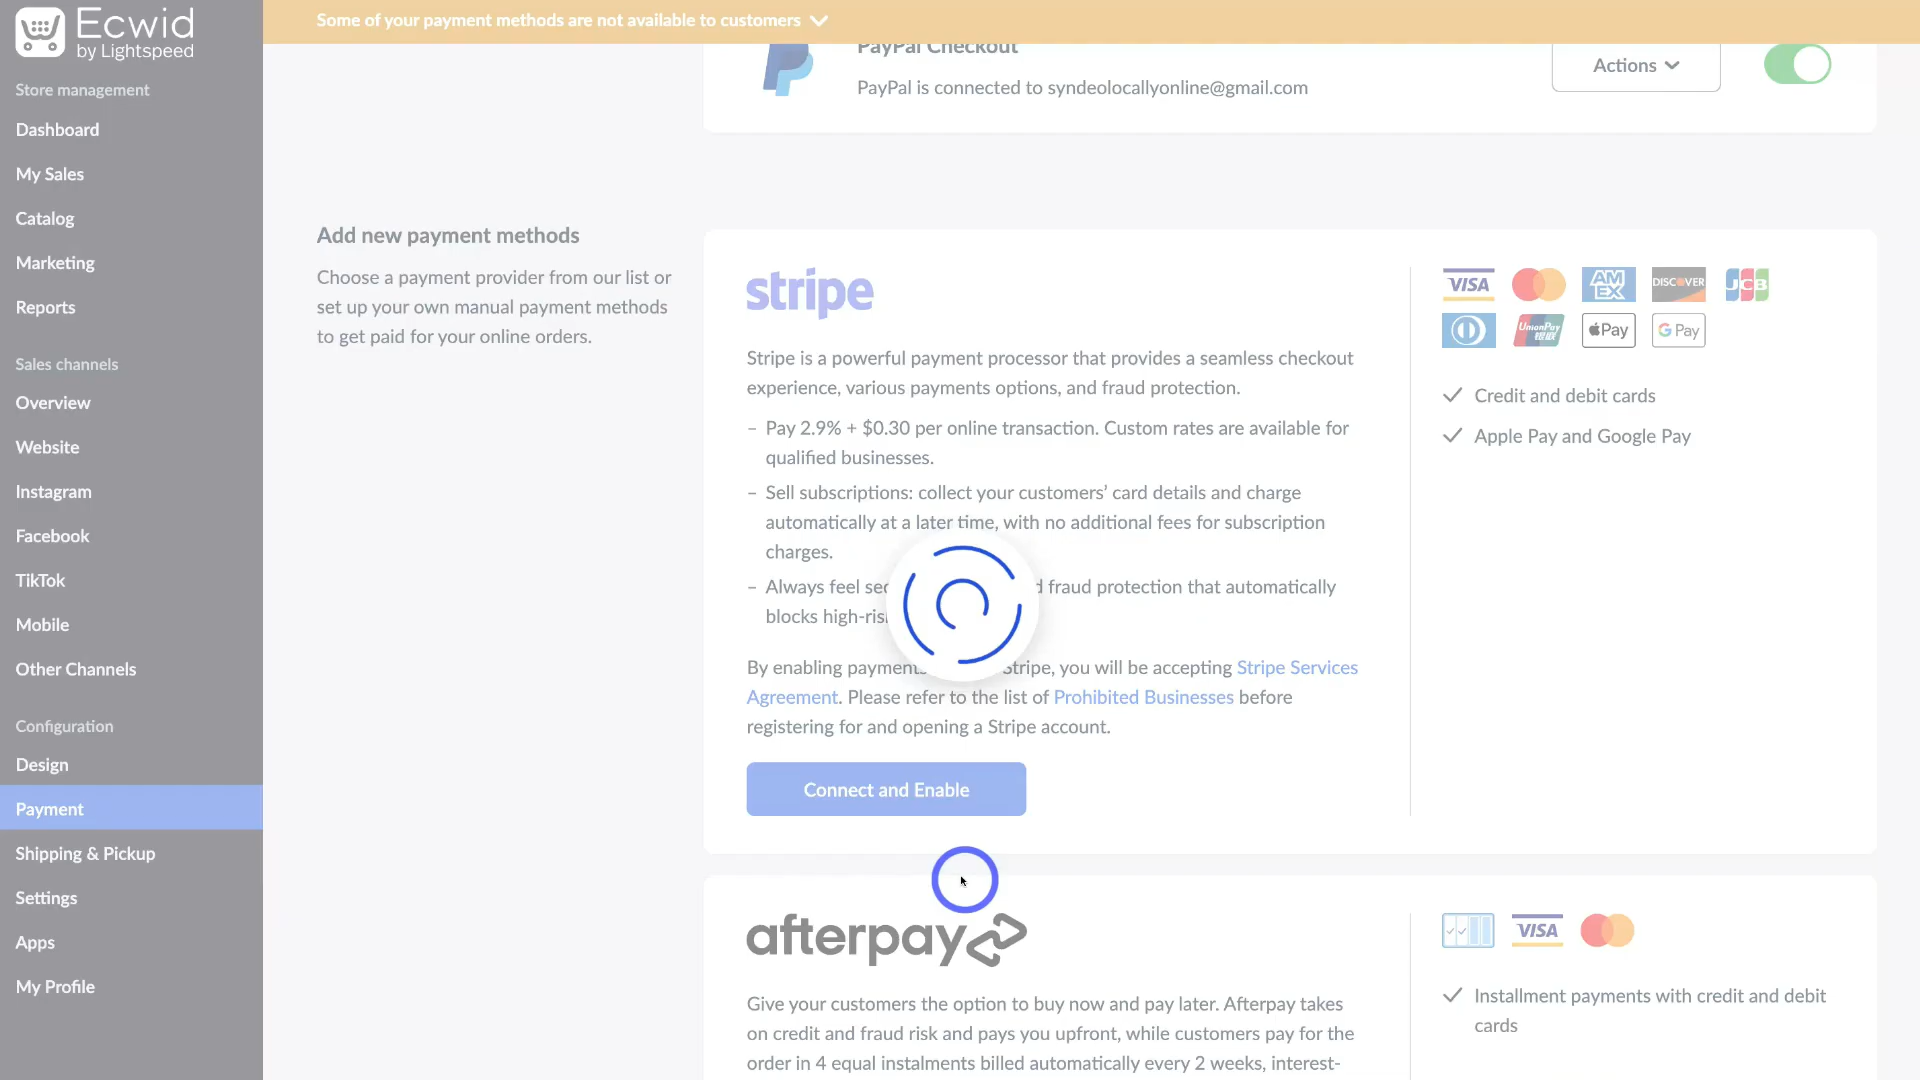 Ecwid
by Lightspeed
Store management
Dashboard
My Sales
Catalog
Marketing
Reports
Sales channels
Overview
Website
Instagram
Facebook
TikTok
Mobile
Other Channels
Configuration
Design
Payment
Shipping & Pickup
Settings
Apps
My Profile
Some of your payment methods are not available to customers
PayPal Checkout
PayPal is connected to syndeolocallyonline@gmail.com
Actions
Add new payment methods
Choose a payment provider from our list or
set up your own manual payment methods
to get paid for your online orders.
stripe
Stripe is a powerful payment processor that provides a seamless checkout
experience, various payments options, and fraud protection.
– Pay 2.9% + $0.30 per online transaction. Custom rates are available for
qualified businesses.
– Sell subscriptions: collect your customers’ card details and charge
automatically at a later time, with no additional fees for subscription
charges.
– Always feel fraud protection that automatically
blocks
By enabling Stripe, you will be accepting Stripe Services
Agreement. Please refer to the list of Prohibited Businesses before
registering for and opening a Stripe account.
Connect and Enable
VISA
AM
EX
DISCOVER
JCB
UnionPay
银联
Pay
G Pay
Credit and debit cards
Apple Pay and Google Pay
afterpay
Give your customers the option to buy now and pay later. Afterpay takes
on credit and fraud risk and pays you upfront, while customers pay for the
order in 4 equal instalments billed automatically every 2 weeks, interest-
VISA
Installment payments with credit and debit
cards